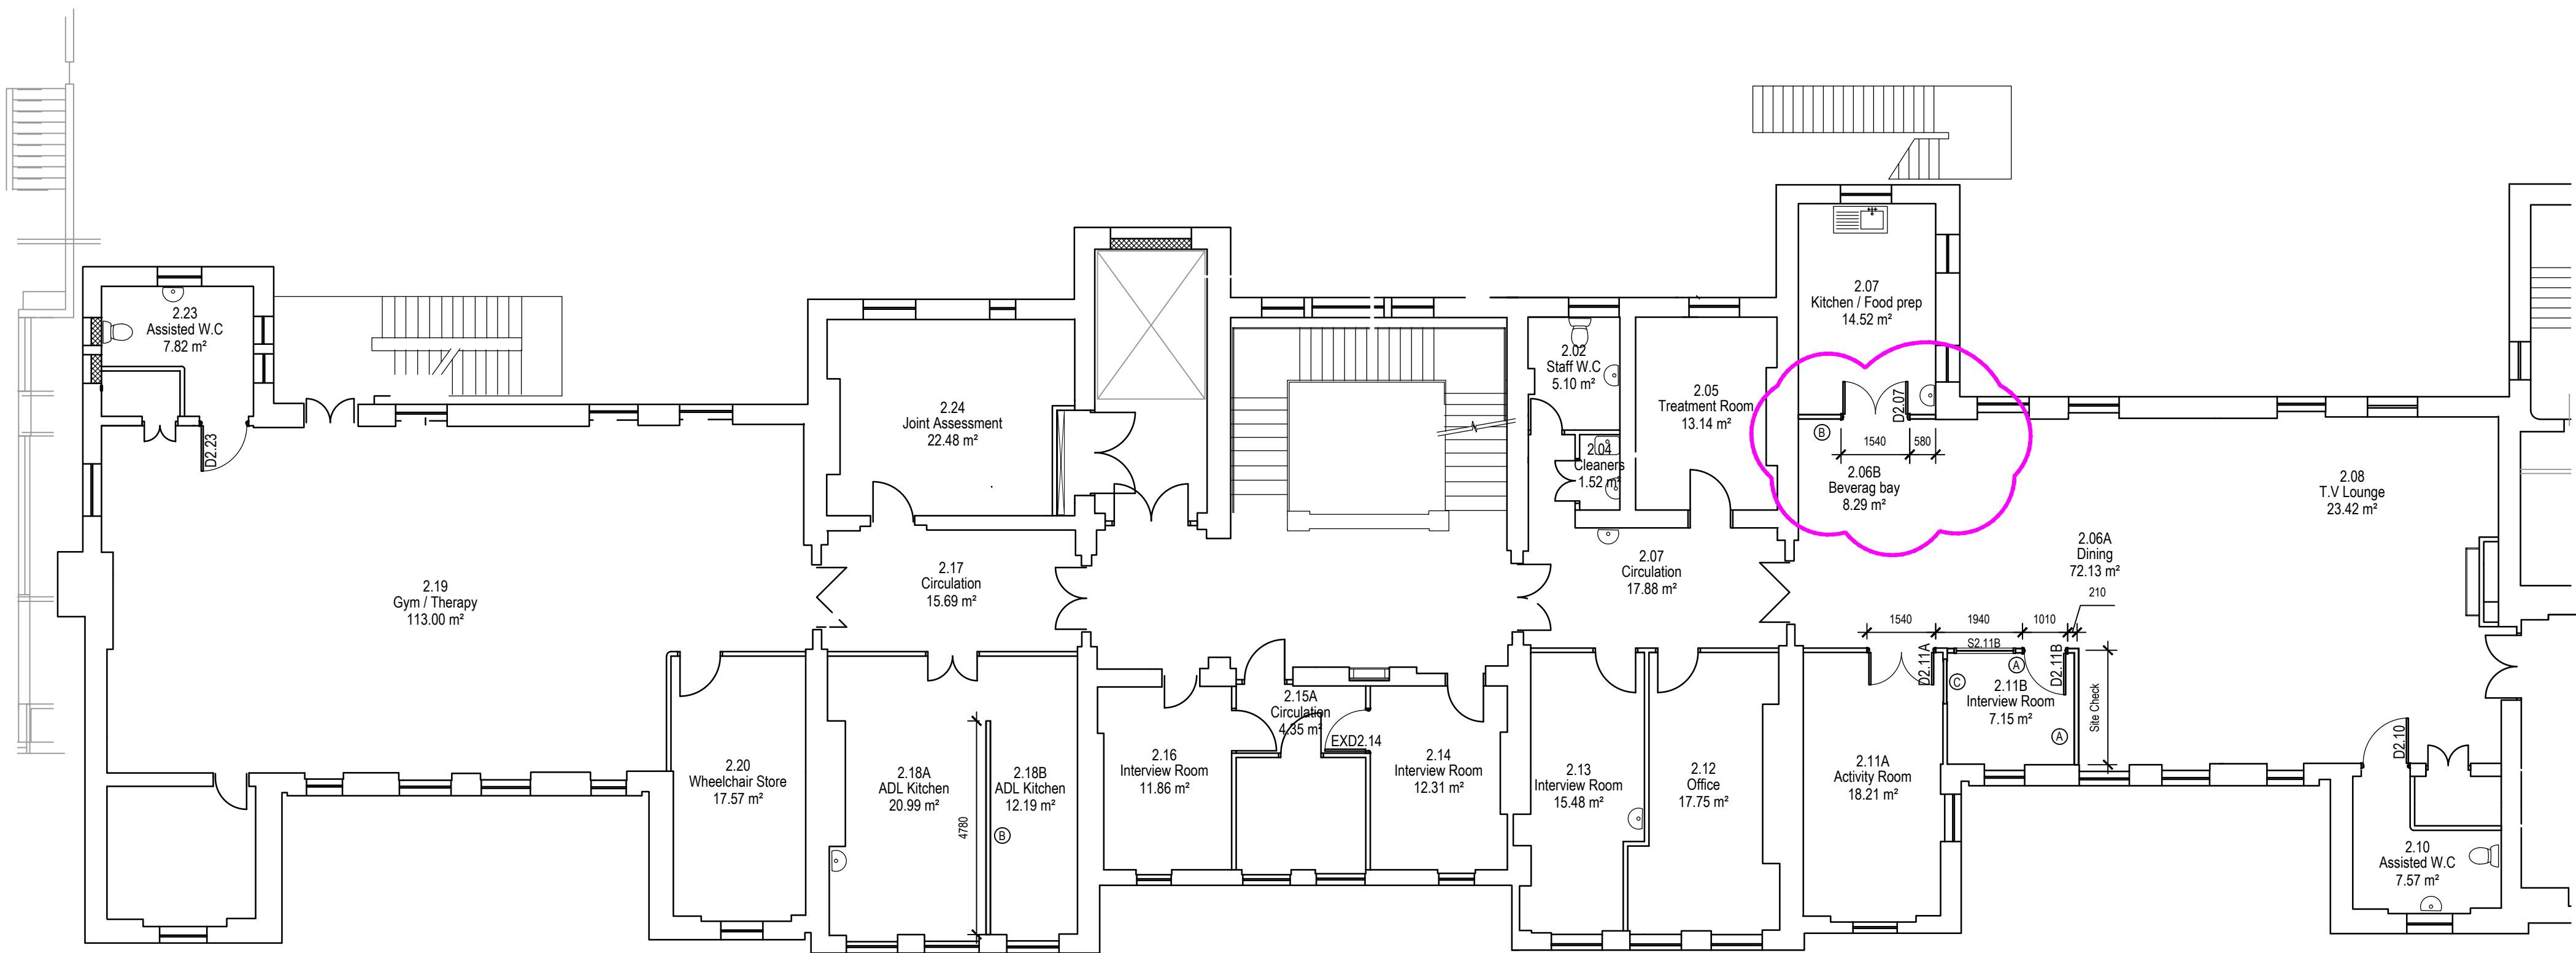 2.23
Assisted W.C
7.82 m²
D2.23
2.19
Gym / Therapy
113.00 m²
2.20
Wheelchair Store
17.57 m²
2.24
Joint Assessment
22.48 m²
2.17
Circulation
15.69 m²
2.18A
ADL Kitchen
20.99 m²
4780
2.18B
ADL Kitchen
12.19 m²
B
2.16
Interview Room
11.86 m²
2.15A
Circulation
4.35 m²
EXD2.14
2.14
Interview Room
12.31 m²
2.02
Staff W.C
5.10 m²
2.04
Cleaners
1.52 m²
2.05
Treatment Room
13.14 m²
2.07
Circulation
17.88 m²
2.13
Interview Room
15.48 m²
2.12
Office
17.75 m²
2.07
Kitchen / Food prep
14.52 m²
D2.07
B
1540
580
2.06B
Beverag bay
8.29 m²
2.08
T.V Lounge
23.42 m²
2.06A
Dining
72.13 m²
210
1540
1940
1010
S2.11B
D2.11A
D2.11B
A
C
2.11B
Interview Room
7.15 m²
A
Site Check
2.11A
Activity Room
18.21 m²
D2.10
2.10
Assisted W.C
7.57 m²